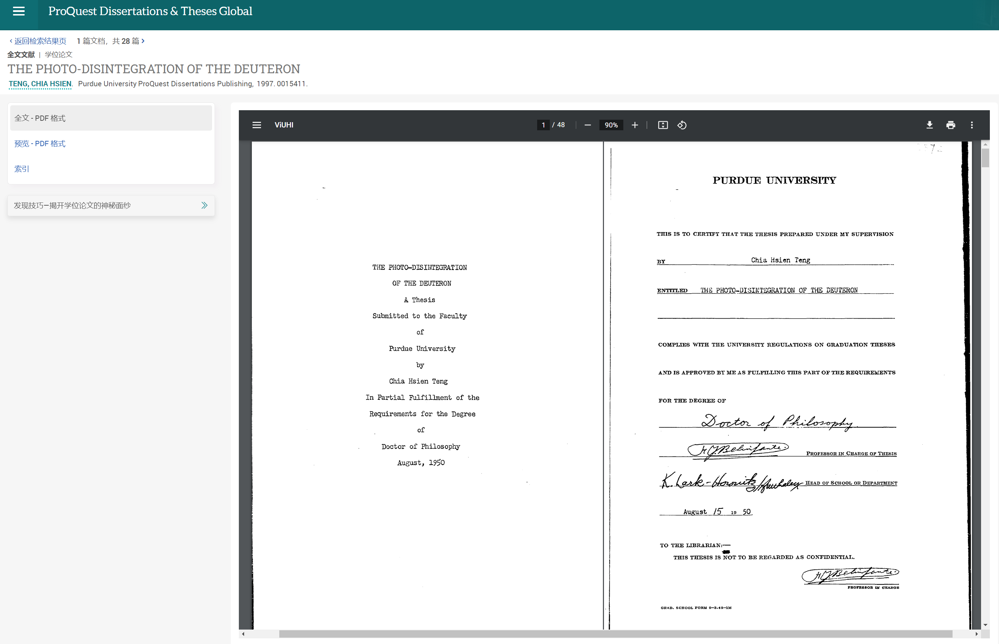 ProQuest Dissertations & Theses Global
返回检索结果页 1 篇文档，共 28 篇
全文文献 | 学位论文
THE PHOTO-DISINTEGRATION OF THE DEUTERON
TENG, CHIA HSIEN. Purdue University ProQuest Dissertations Publishing, 1997. 0015411.
全文 - PDF 格式
预览 - PDF 格式
索引
发现技巧–揭开学位论文的神秘面纱
ViUHI
1 / 48
90%
THE PHOTO-DISINTEGRATION
OF THE DEUTERON
A Thesis
Submitted to the Faculty
of
Purdue University
by
Chia Hsien Teng
In Partial Fulfillment of the
Requirements for the Degree
of
Doctor of Philosophy
August, 1950
PURDUE UNIVERSITY
THIS IS TO CERTIFY THAT THE THESIS PREPARED UNDER MY SUPERVISION
BY Chia Hsien Teng
ENTITLED THE PHOTO-DISINTEGRATION OF THE DEUTERON
COMPLIES WITH THE UNIVERSITY REGULATIONS ON GRADUATION THESES
AND IS APPROVED BY ME AS FULFILLING THIS PART OF THE REQUIREMENTS
FOR THE DEGREE OF
Doctor of Philosophy.
F J Belinfante PROFESSOR IN CHARGE OF THESIS
K. Lark-Horovitz/ HEAD OF SCHOOL OR DEPARTMENT
August 15 19 50
TO THE LIBRARIAN:—
THIS THESIS IS NOT TO BE REGARDED AS CONFIDENTIAL.
F J Belinfante
PROFESSOR IN CHARGE
GRAD. SCHOOL FORM 9-3-49-1M